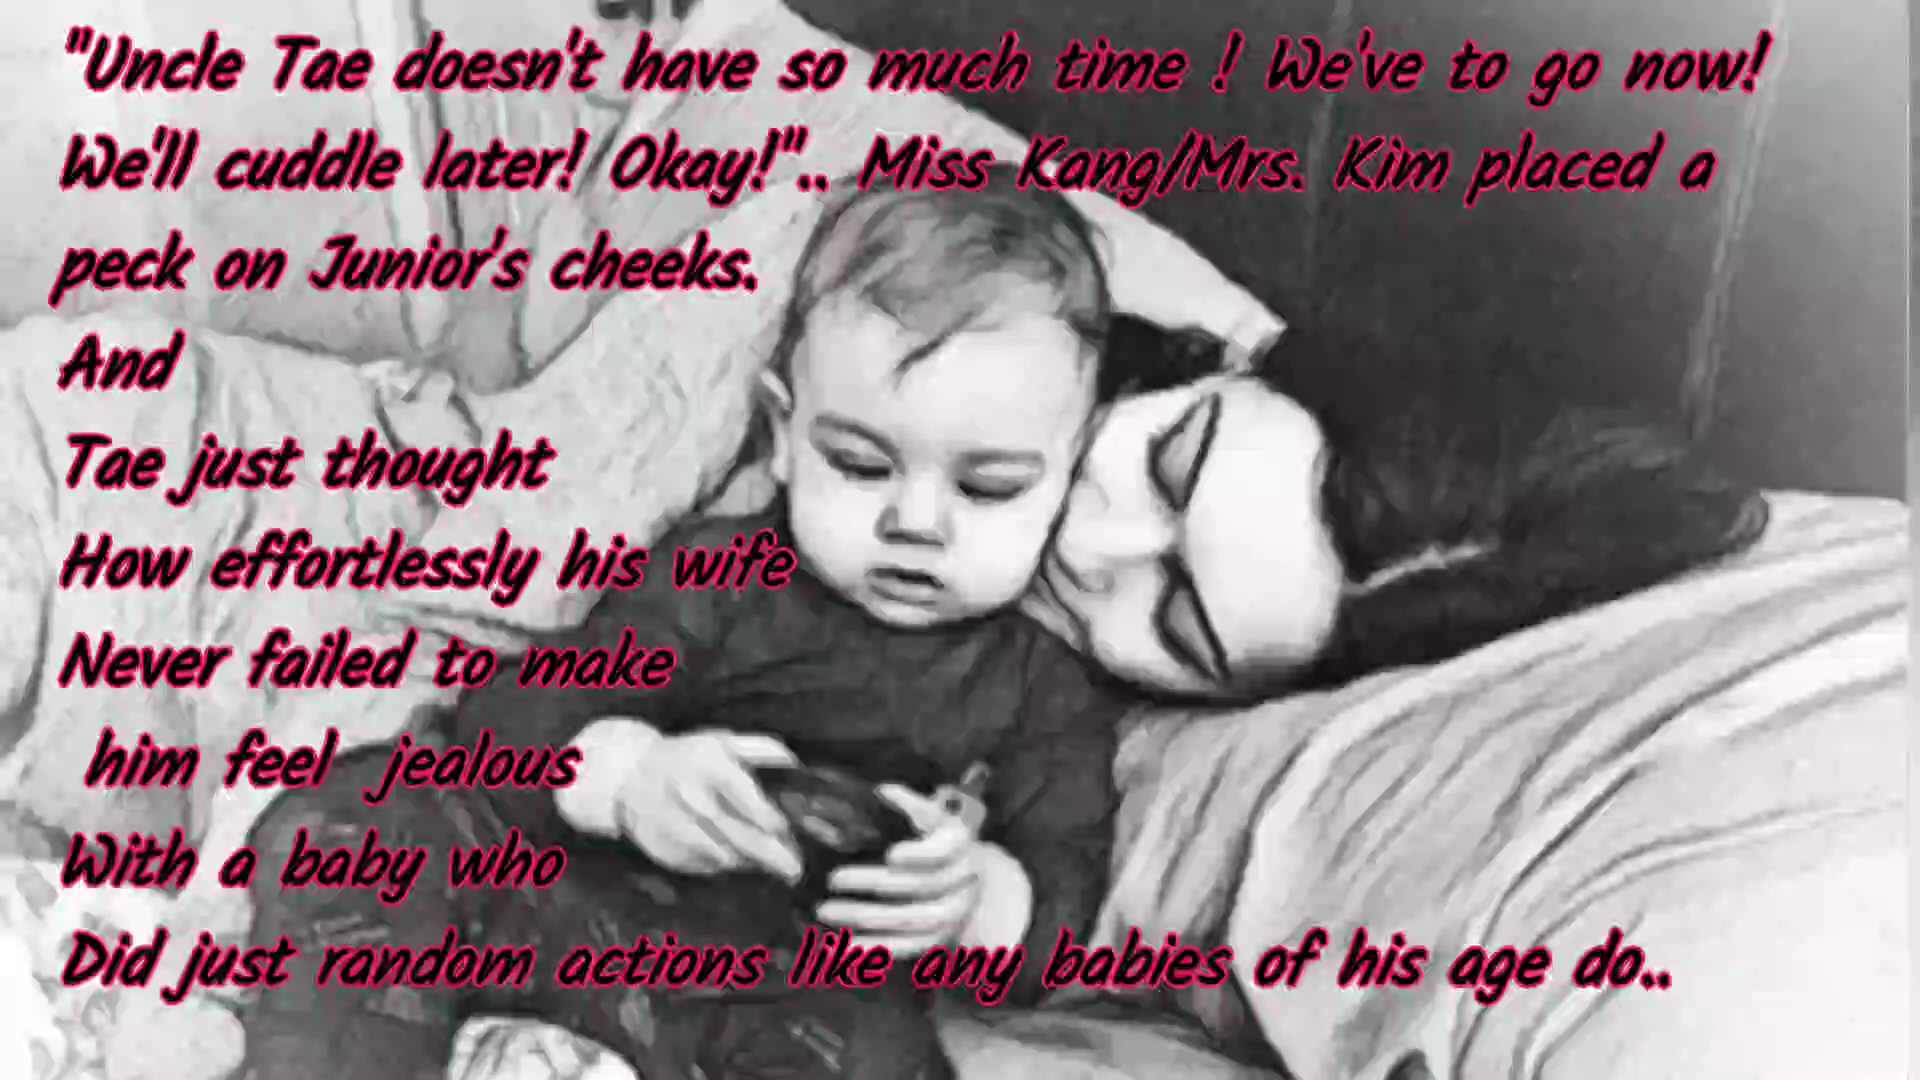 "Uncle Tae doesn't have so much time ! We've to go now!
We'll cuddle later! Okay!".. Miss Kang/Mrs. Kim placed a
peck on Junior's cheeks.
And
Tae just thought
How effortlessly his wife
Never failed to make
him feel jealous
With a baby who
Did just random actions like any babies of his age do..